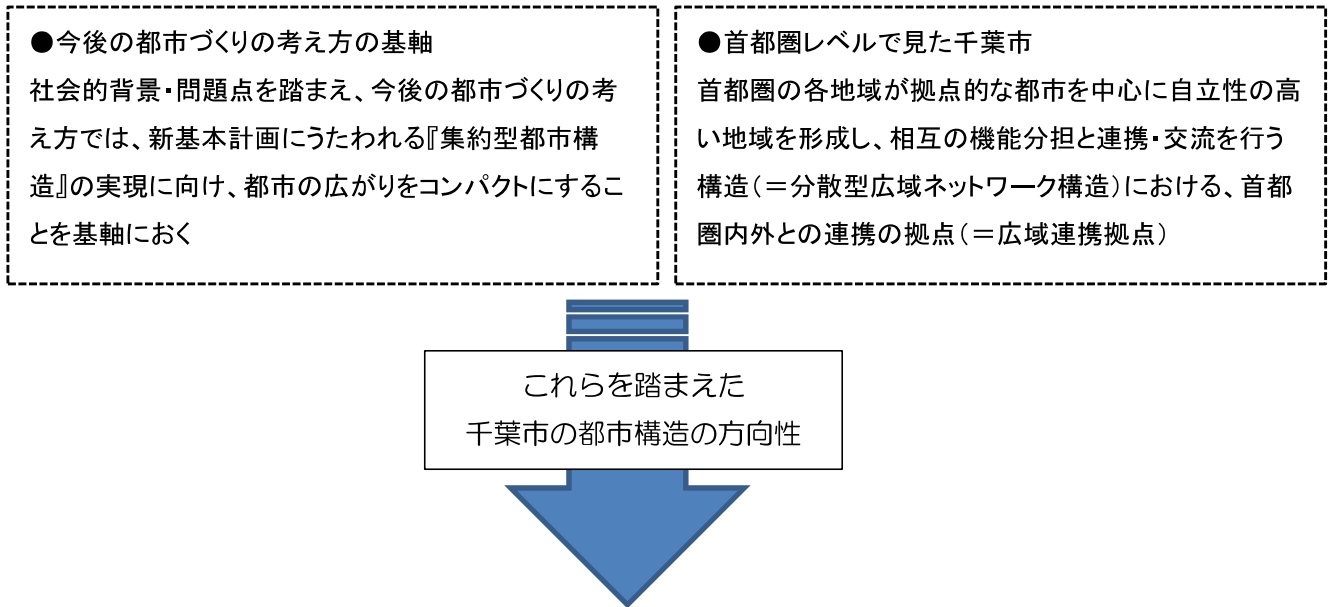 ●今後の都市づくりの考え方の基軸
社会的背景・問題点を踏まえ、今後の都市づくりの考
え方では、新基本計画にうたわれる『集約型都市構
造』の実現に向け、都市の広がりをコンパクトにするこ
とを基軸におく
●首都圏レベルで見た千葉市
首都圏の各地域が拠点的な都市を中心に自立性の高
い地域を形成し、相互の機能分担と連携・交流を行う
構造(=分散型広域ネットワーク構造)における、首都
圏内外との連携の拠点(=広域連携拠点)
これらを踏まえた
千葉市の都市構造の方向性